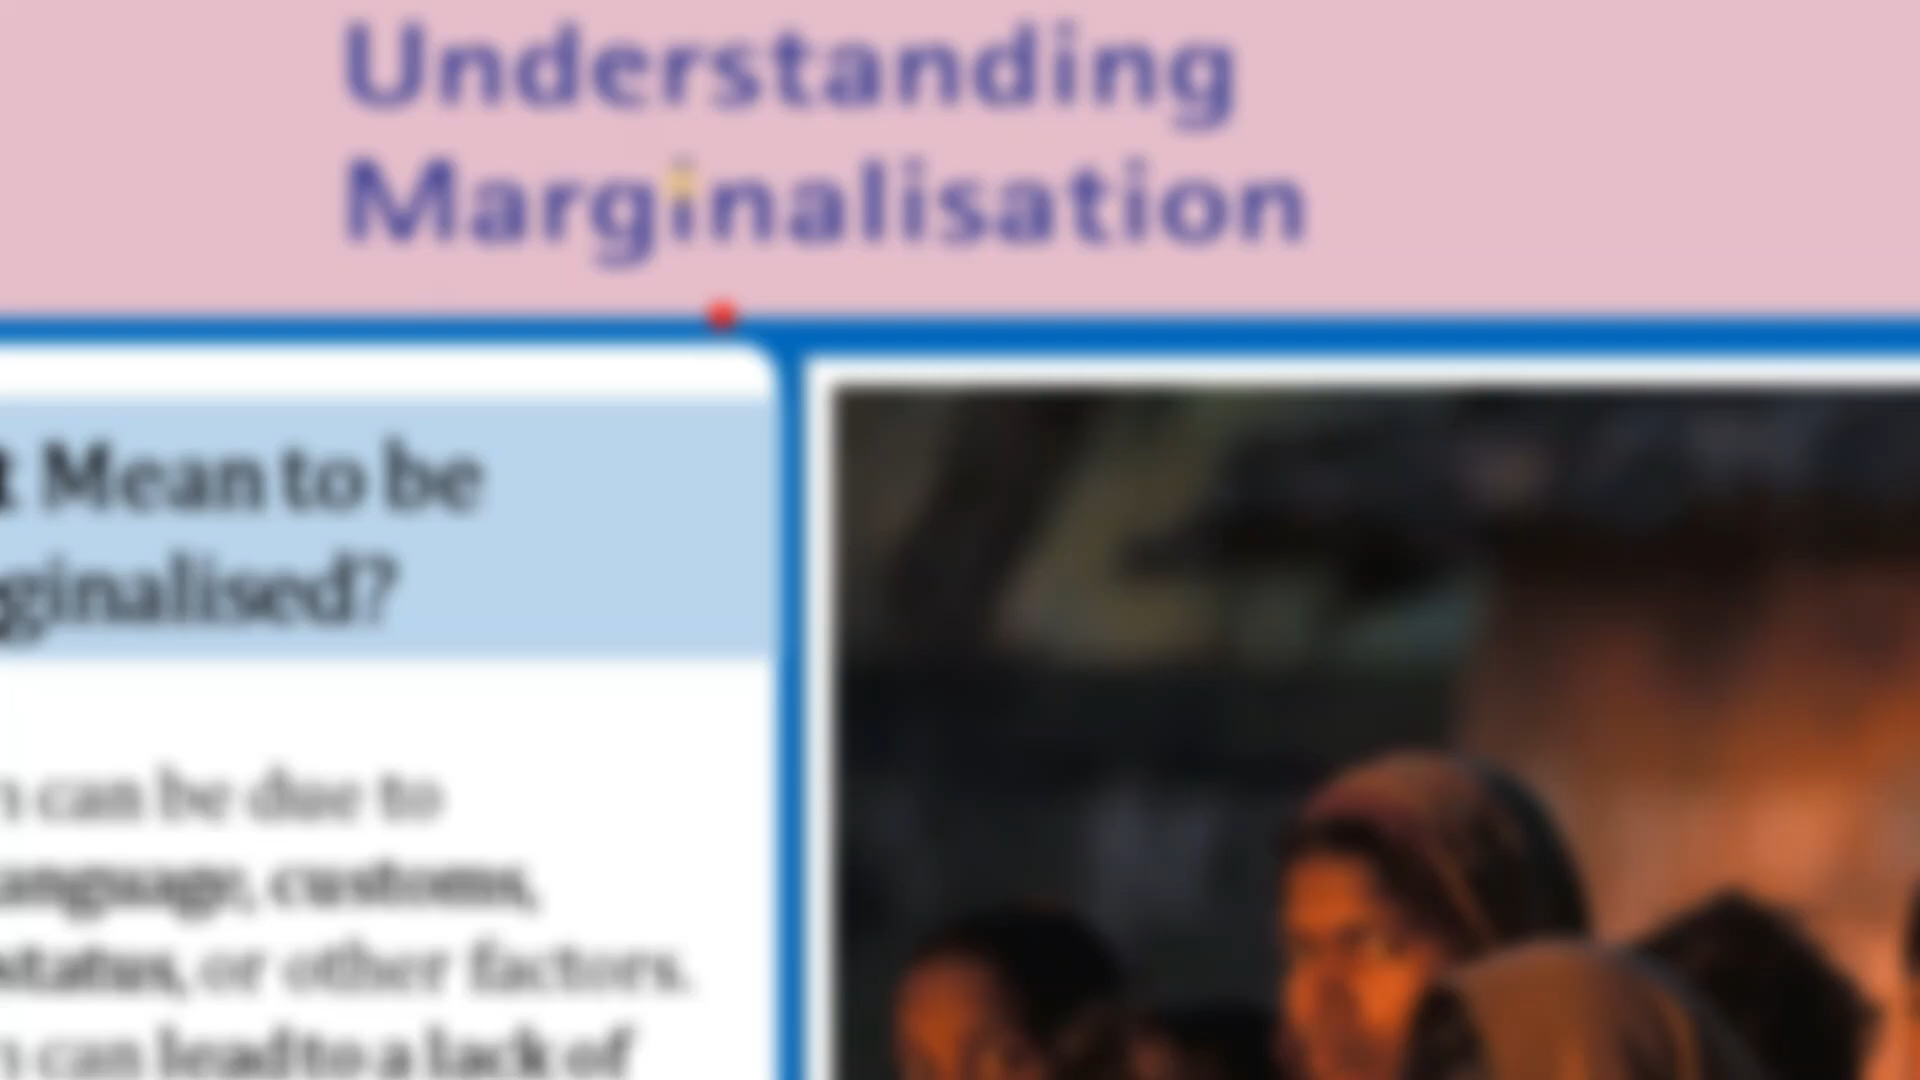 Understanding
Marginalisation
t Mean to be
ginalised?
can be due to
language, customs,
status, or other factors.
can lead to a lack of